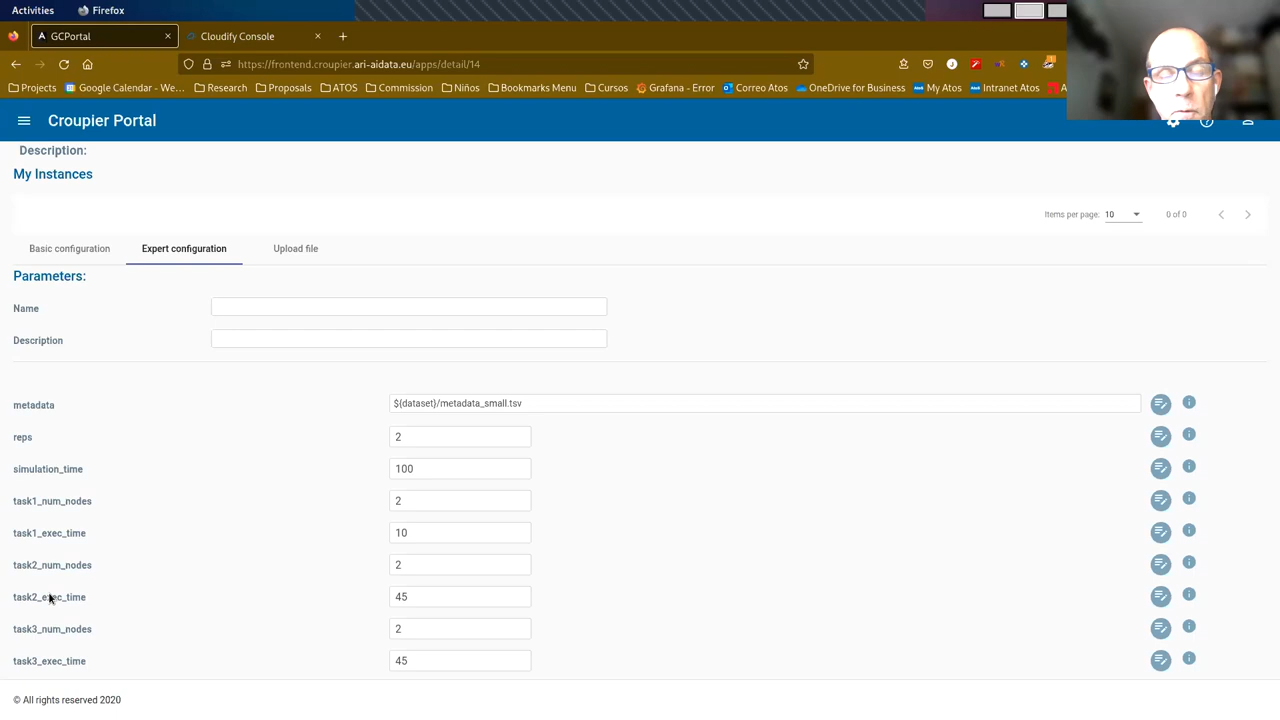 Activities Firefox
GCPortal Cloudify Console
https://frontend.croupier.ari-aidata.eu/apps/detail/14
Projects Google Calendar - We… Research Proposals ATOS Commission Niños Bookmarks Menu Cursos Grafana - Error Correo Atos OneDrive for Business My Atos Intranet Atos
Croupier Portal
Description:
My Instances
Items per page: 10 0 of 0
Basic configuration Expert configuration Upload file
Parameters:
Name
Description
metadata ${dataset}/metadata_small.tsv
reps 2
simulation_time 100
task1_num_nodes 2
task1_exec_time 10
task2_num_nodes 2
task2_exec_time 45
task3_num_nodes 2
task3_exec_time 45
© All rights reserved 2020